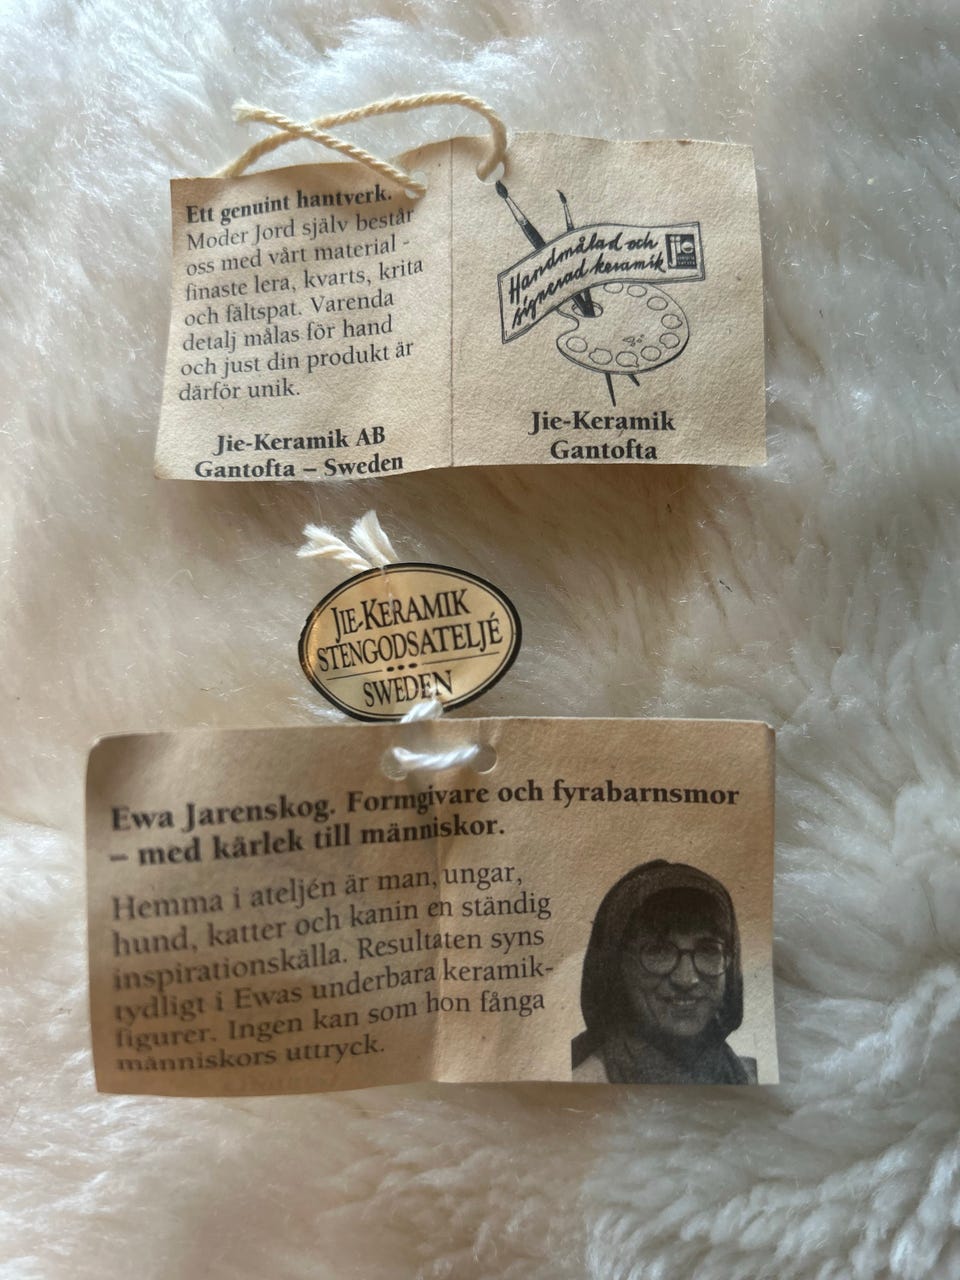 Ett genuint hantverk.
Moder Jord själv består
oss med vårt material -
finaste lera, kvarts, krita
och fältspat. Varenda
detalj målas för hand
och just din produkt är
därför unik.
Jie-Keramik AB
Gantofta – Sweden
Handmålad och
signerad keramik
jie
Jie-Keramik
Gantofta
JIE-KERAMIK
STENGODSATELJÉ
SWEDEN
Ewa Jarenskog. Formgivare och fyrabarnsmor
– med kärlek till människor.
Hemma i ateljén är man, ungar,
hund, katter och kanin en ständig
inspirationskälla. Resultaten syns
tydligt i Ewas underbara keramik-
figurer. Ingen kan som hon fånga
människors uttryck.